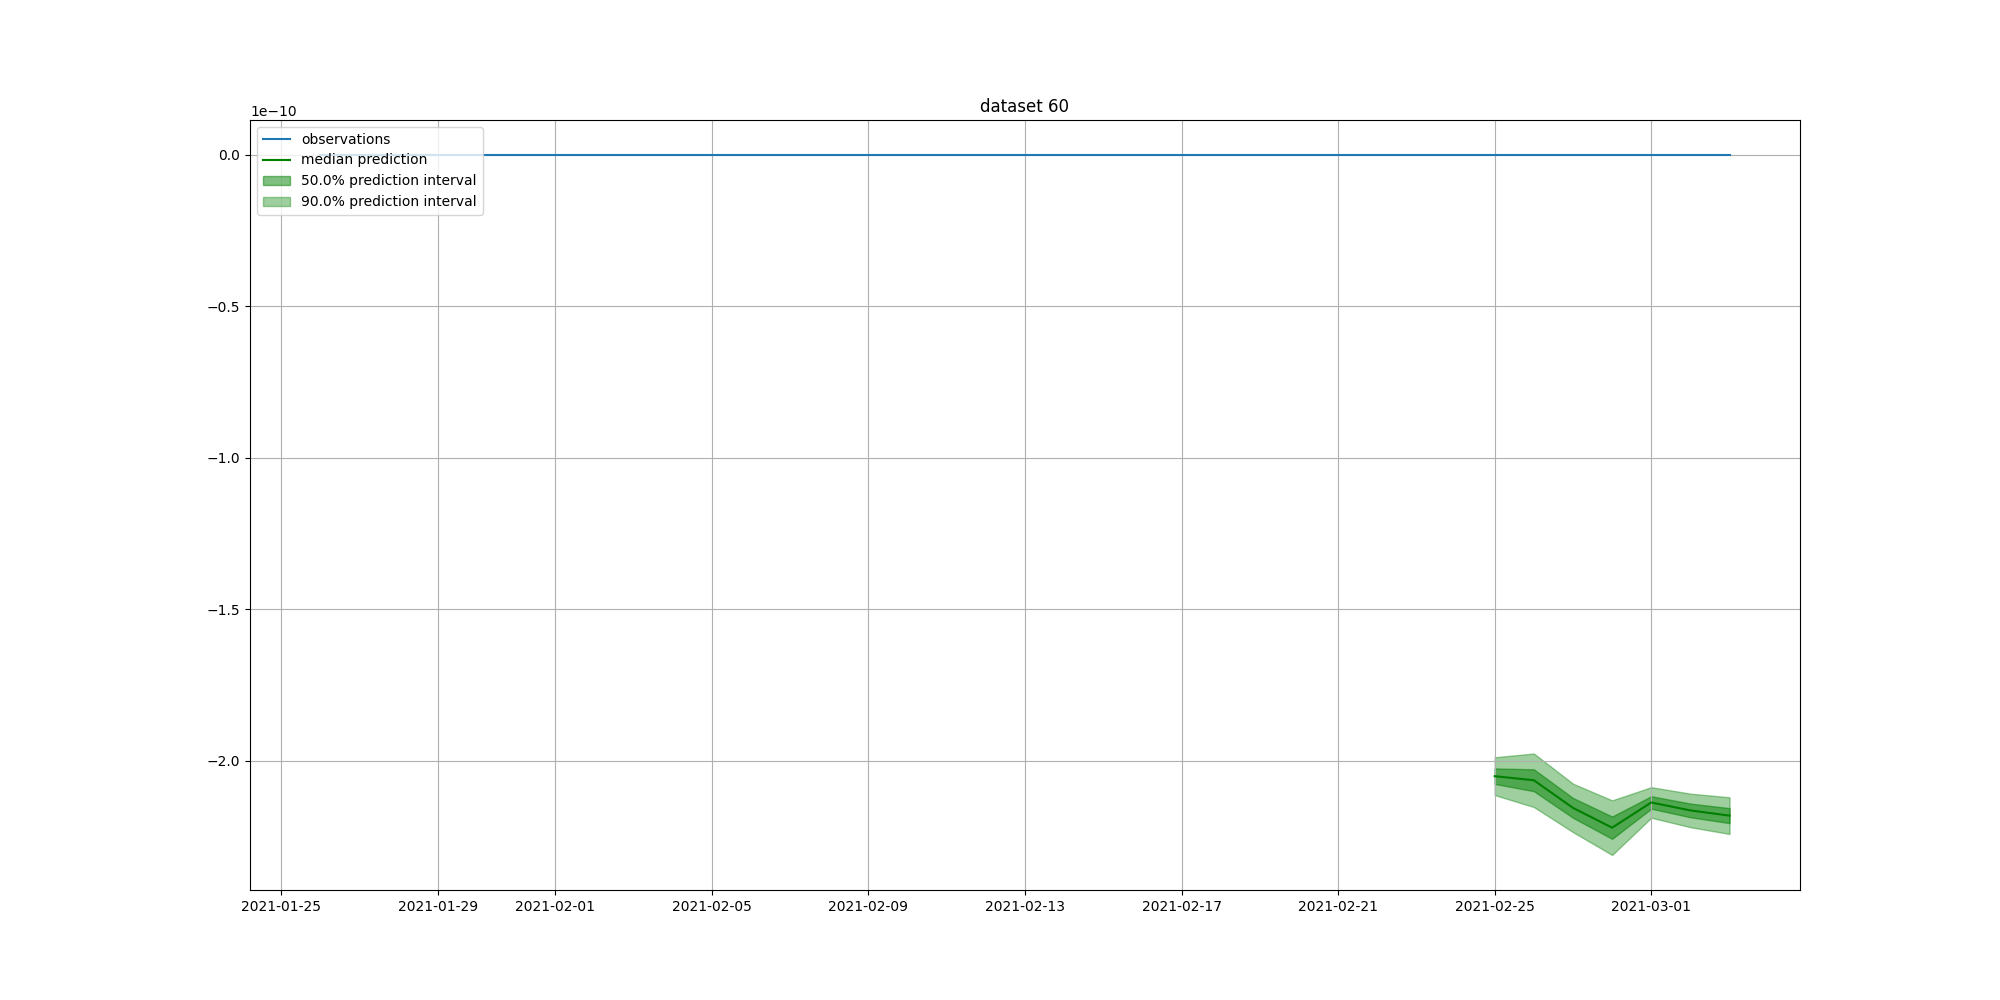 dataset 60
1e−10
observations
median prediction
50.0% prediction interval
90.0% prediction interval
0.0
−0.5
−1.0
−1.5
−2.0
2021-01-25 2021-01-29 2021-02-01 2021-02-05 2021-02-09 2021-02-13 2021-02-17 2021-02-21 2021-02-25 2021-03-01